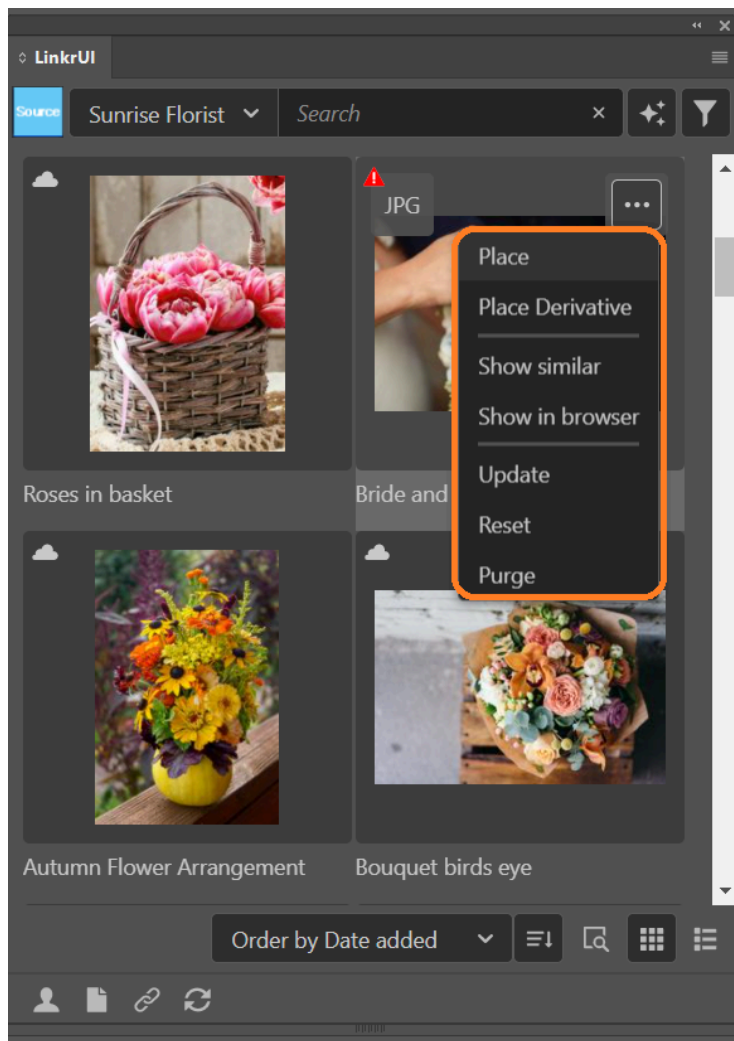 LinkrUI
Source
Sunrise Florist
Search
JPG
Place
Place Derivative
Show similar
Show in browser
Update
Reset
Purge
Roses in basket
Bride and
Autumn Flower Arrangement
Bouquet birds eye
Order by Date added